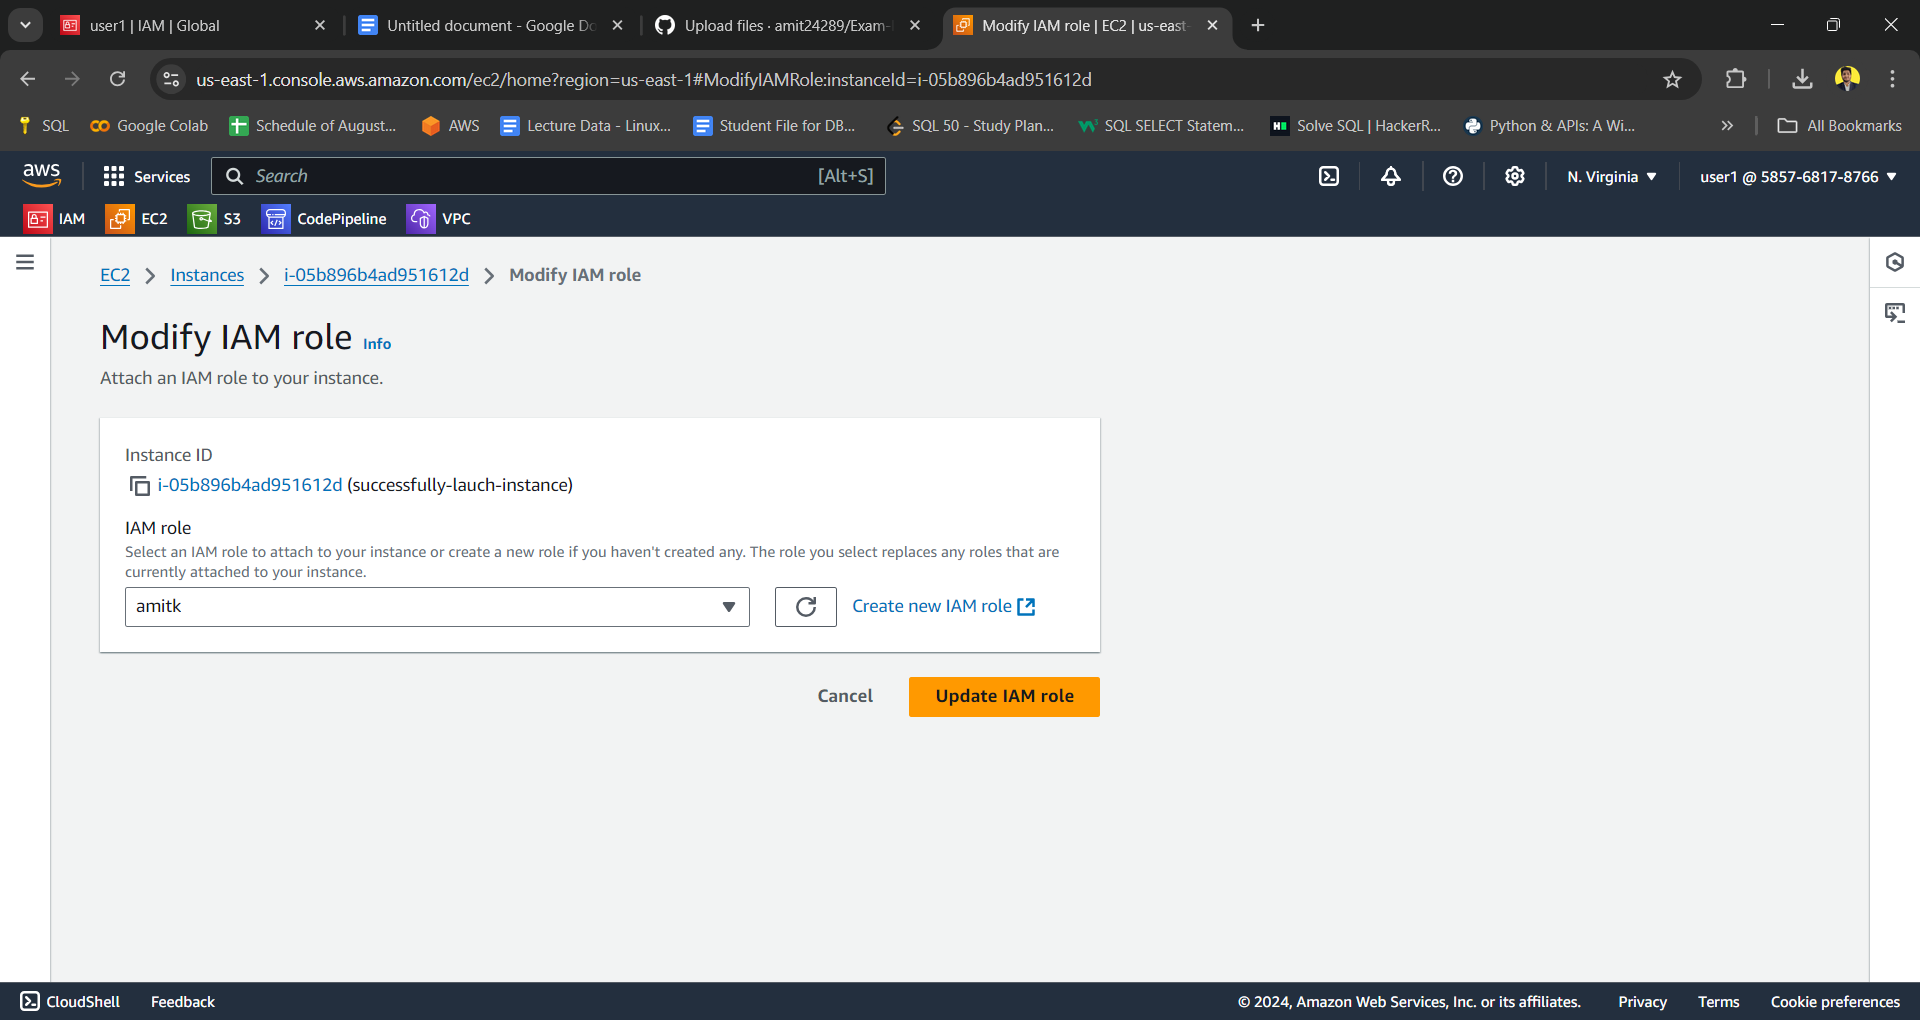 user1 | IAM | Global
Untitled document - Google Do
Upload files · amit24289/Exam-
Modify IAM role | EC2 | us-east-
us-east-1.console.aws.amazon.com/ec2/home?region=us-east-1#ModifyIAMRole:instanceId=i-05b896b4ad951612d
SQL
Google Colab
Schedule of August...
AWS
Lecture Data - Linux...
Student File for DB...
SQL 50 - Study Plan...
SQL SELECT Statem...
Solve SQL | HackerR...
Python & APIs: A Wi...
All Bookmarks
aws
Services
Search
[Alt+S]
N. Virginia
user1 @ 5857-6817-8766
IAM
EC2
S3
CodePipeline
VPC
EC2
Instances
i-05b896b4ad951612d
Modify IAM role
Modify IAM role Info
Attach an IAM role to your instance.
Instance ID
i-05b896b4ad951612d (successfully-lauch-instance)
IAM role
Select an IAM role to attach to your instance or create a new role if you haven't created any. The role you select replaces any roles that are
currently attached to your instance.
amitk
Create new IAM role
Cancel
Update IAM role
CloudShell
Feedback
© 2024, Amazon Web Services, Inc. or its affiliates.
Privacy
Terms
Cookie preferences